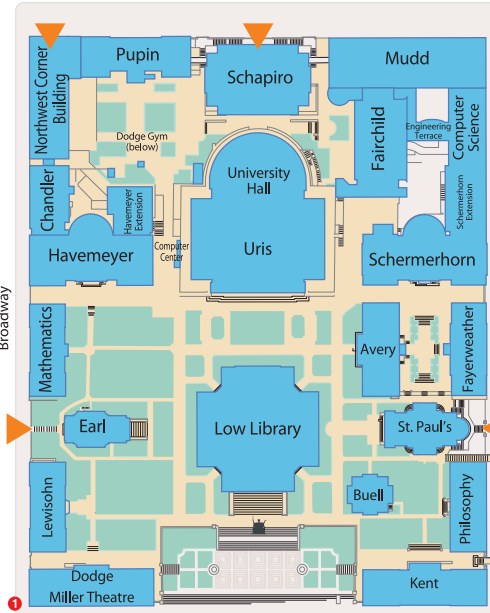 Northwest Corner
Building
Pupin
Schapiro
Mudd
Dodge Gym
(below)
Fairchild
Engineering
Terrace
Computer
Science
University
Hall
Chandler
Havemeyer
Extension
Schermerhorn
Extension
Computer
Center
Havemeyer
Uris
Schermerhorn
Broadway
Mathematics
Avery
Fayerweather
Earl
Low Library
St. Paul's
Lewisohn
Buell
Philosophy
Dodge
Miller Theatre
Kent
1